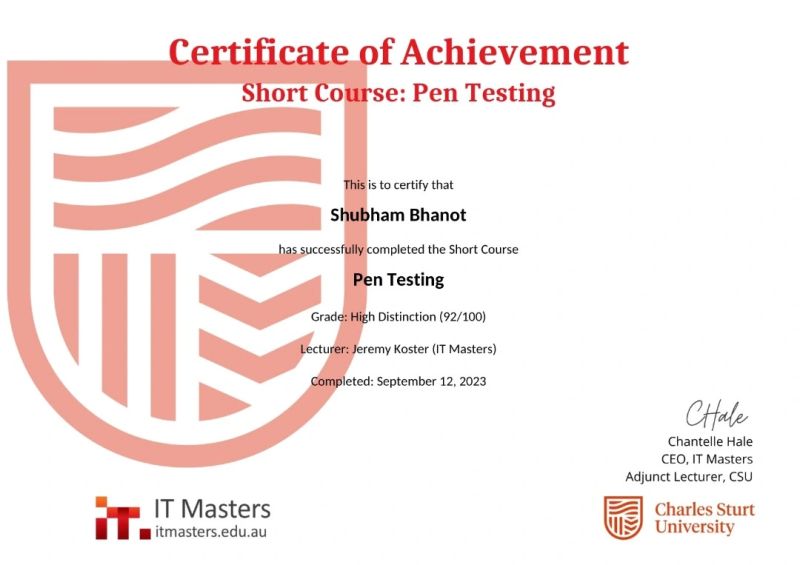 Certificate of Achievement
Short Course: Pen Testing
This is to certify that
Shubham Bhanot
has successfully completed the Short Course
Pen Testing
Grade: High Distinction (92/100)
Lecturer: Jeremy Koster (IT Masters)
Completed: September 12, 2023
CHale
Chantelle Hale
CEO, IT Masters
Adjunct Lecturer, CSU
it.
IT Masters
itmasters.edu.au
Charles Sturt
University